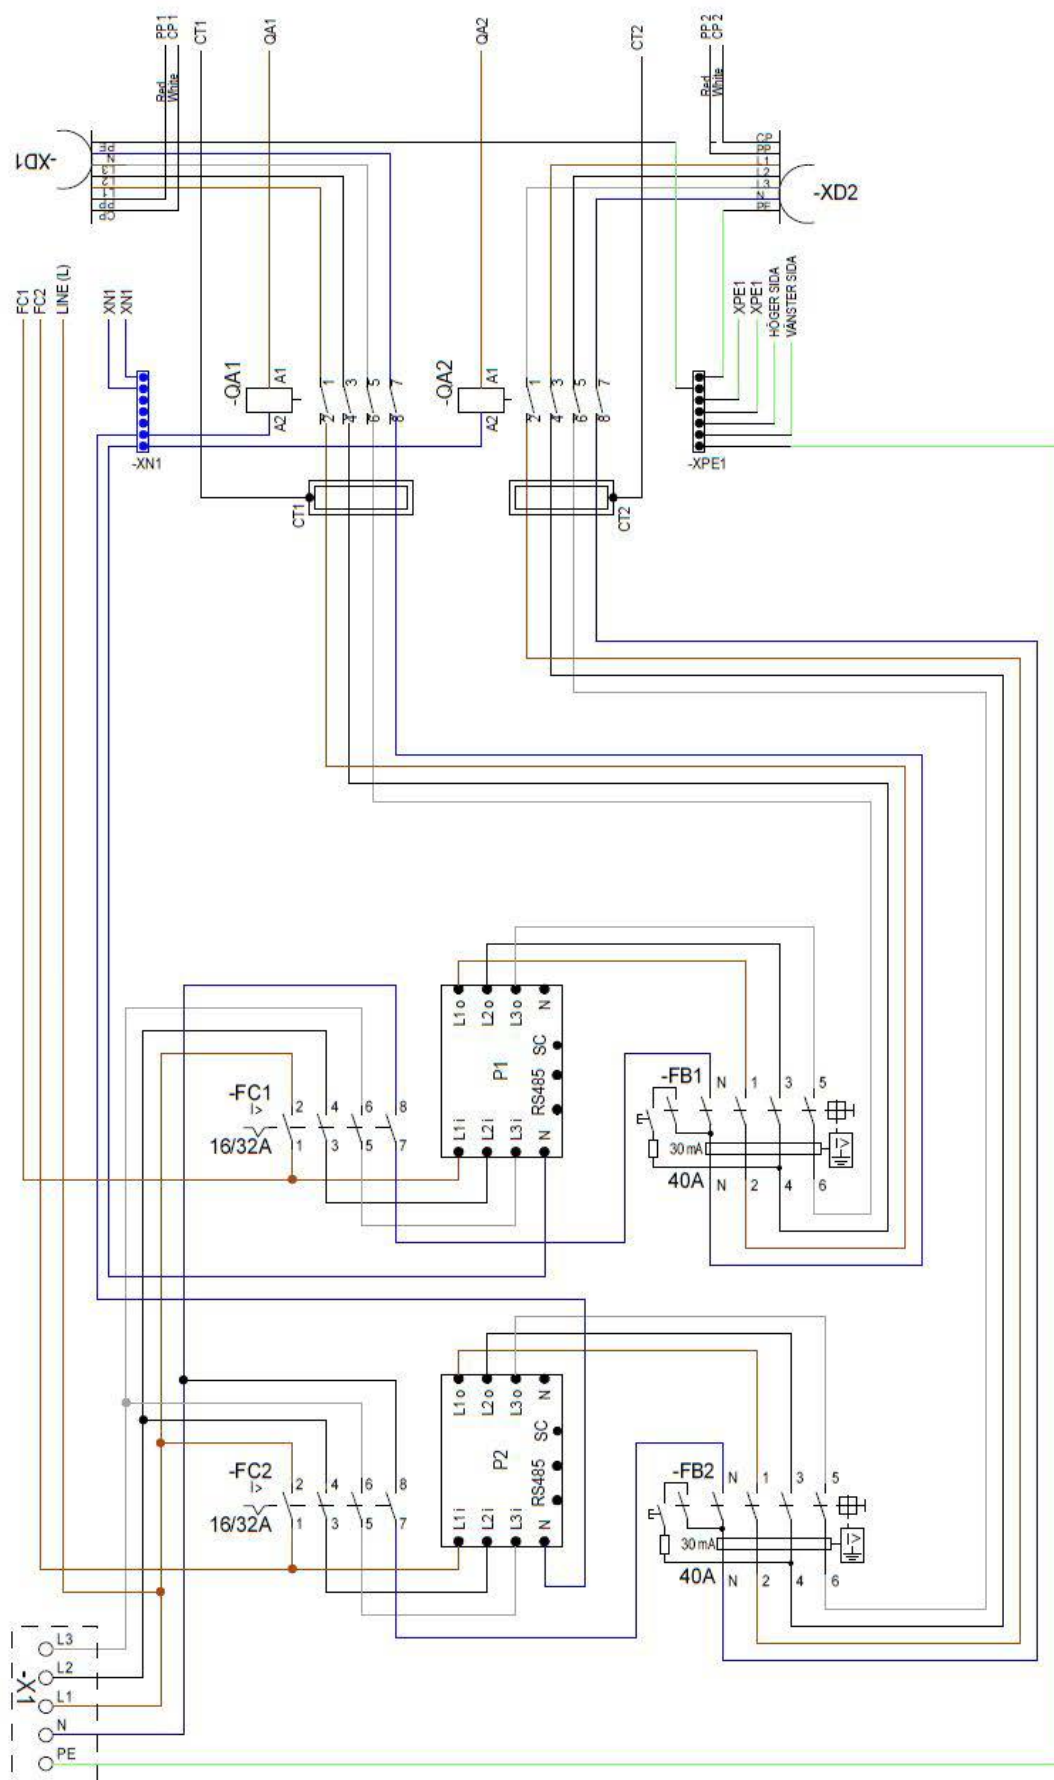 PP1
CP1
CT1
QA1
QA2
CT2
PP2
CP2
Red
White
Red
White
-XD1
PE
N
L3
L2
L1
PP
CP
CP
PP
L1
L2
L3
N
PE
-XD2
FC1
FC2
LINE (L)
XN1
XN1
XPE1
XPE1
HÖGER SIDA
VÄNSTER SIDA
-QA1
A1
A2
1
3
5
7
2
4
6
8
-QA2
A1
A2
1
3
5
7
2
4
6
8
-XN1
-XPE1
CT1
CT2
L1o
L2o
L3o
N
P1
SC
RS485
L1i
L2i
L3i
N
-FC1
I>
16/32A
2
4
6
8
1
3
5
7
-FB1
N
1
3
5
30 mA
I>
40A
N
2
4
6
L1o
L2o
L3o
N
P2
SC
RS485
L1i
L2i
L3i
N
-FC2
I>
16/32A
2
4
6
8
1
3
5
7
-FB2
N
1
3
5
30 mA
I>
40A
N
2
4
6
-X1
L3
L2
L1
N
PE